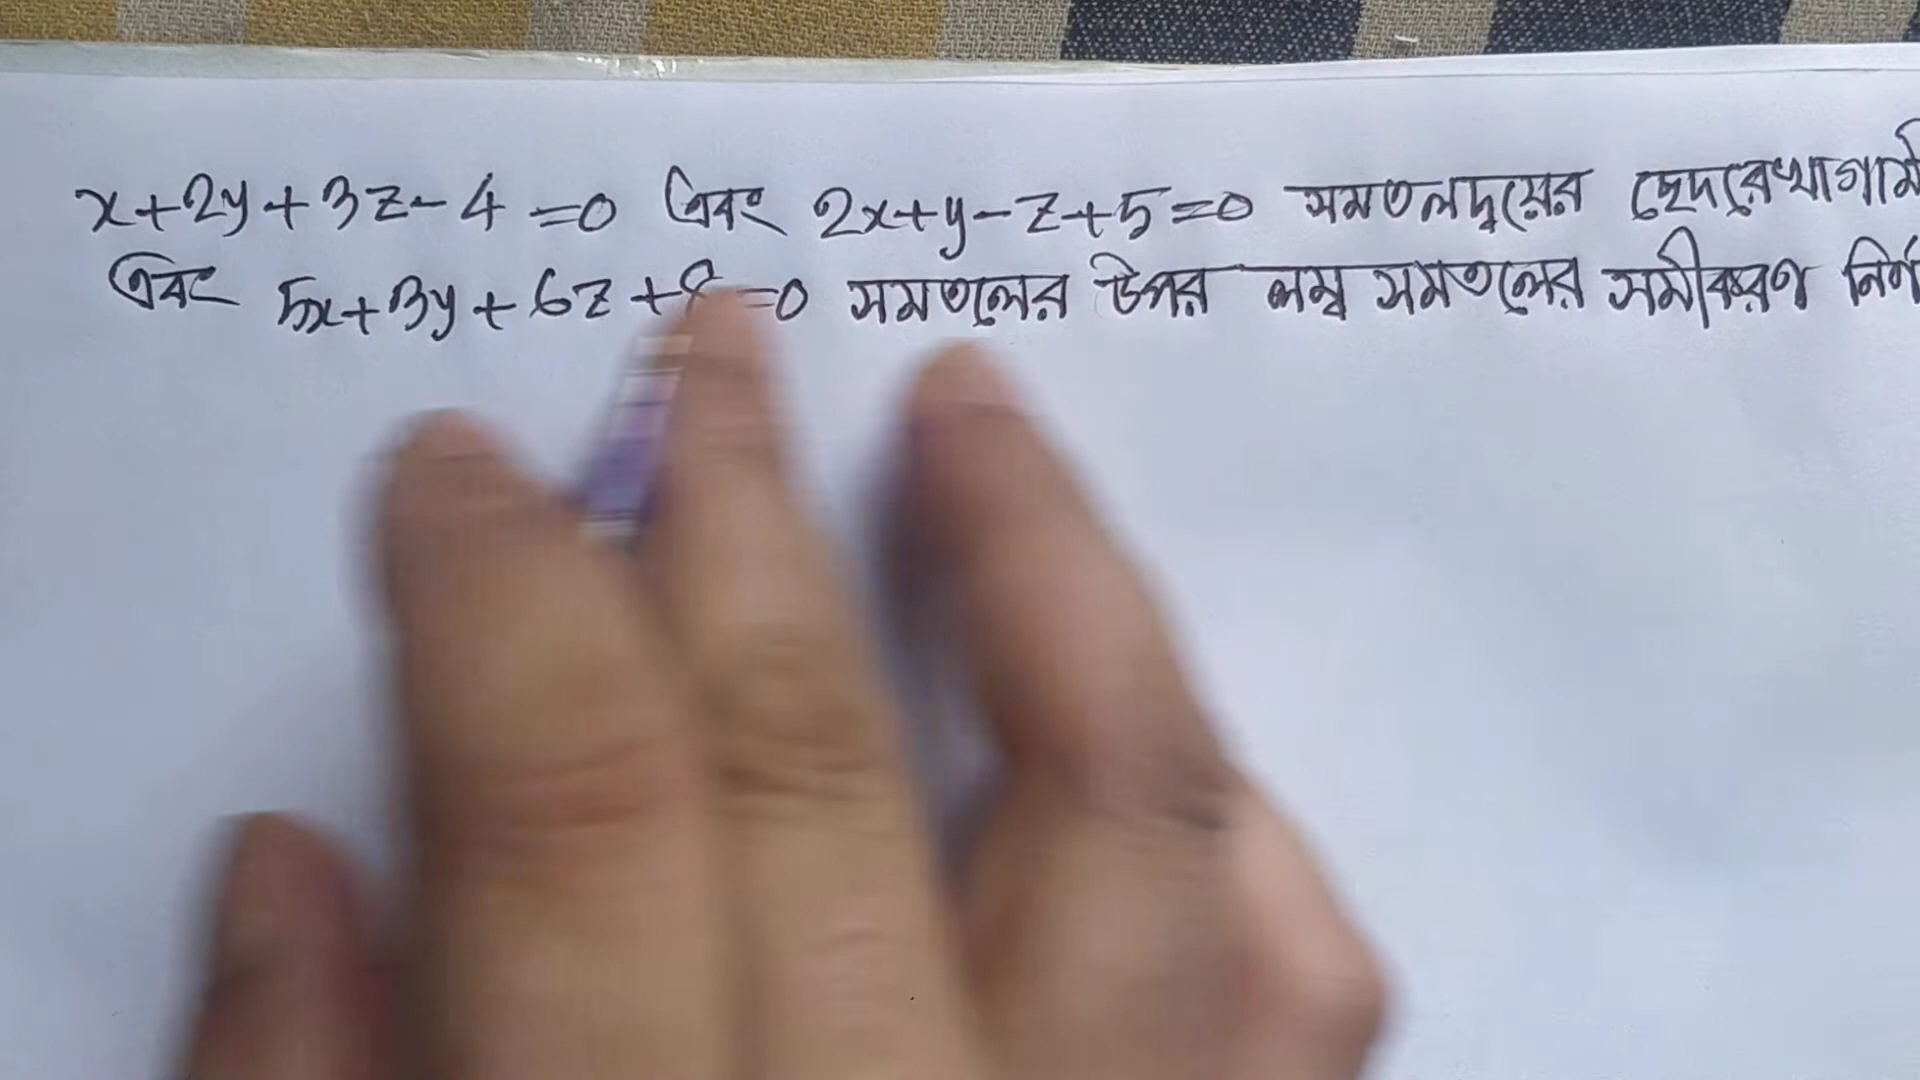 x+2y+3z-4=0 এবং 2x+y-z+5=0 সমতলদ্বয়ের ছেদরেখাগামী
এবং 5x+3y+6z+8=0 সমতলের উপর লম্ব সমতলের সমীকরণ